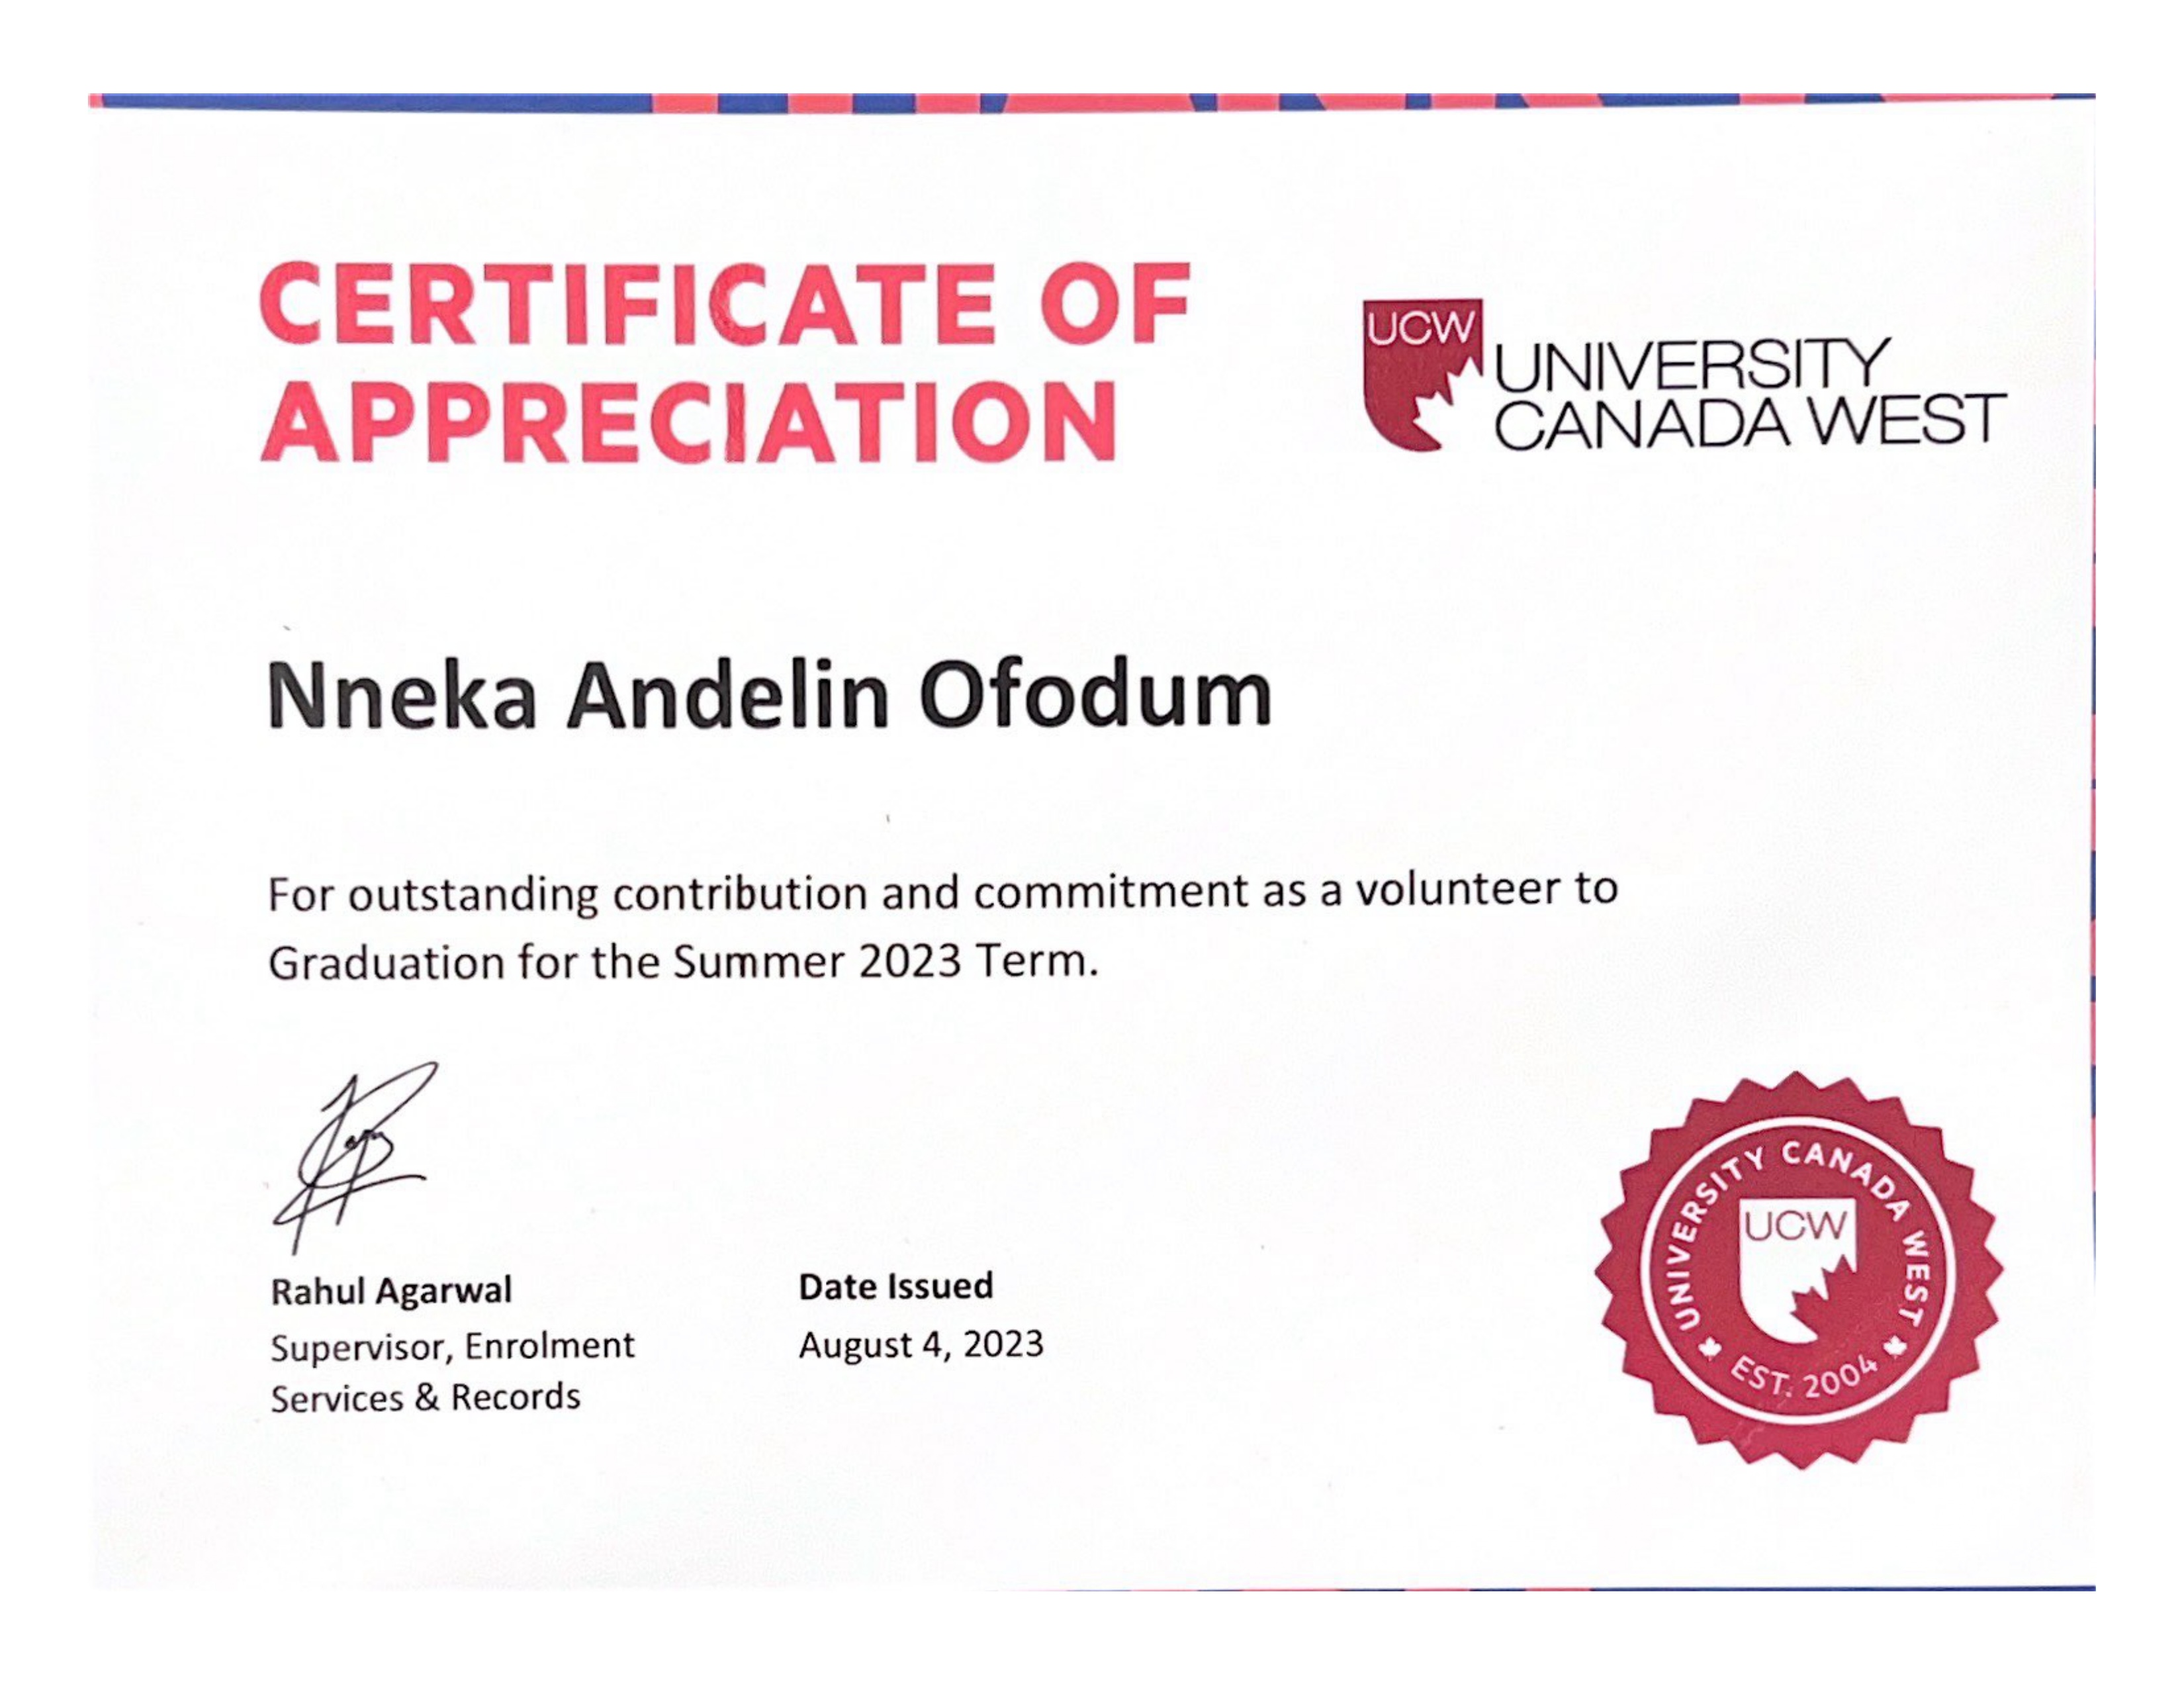 CERTIFICATE OF
APPRECIATION
UCW
UNIVERSITY
CANADA WEST
Nneka Andelin Ofodum
For outstanding contribution and commitment as a volunteer to
Graduation for the Summer 2023 Term.
Rahul Agarwal
Supervisor, Enrolment
Services & Records
Date Issued
August 4, 2023
UNIVERSITY CANADA WEST
UCW
EST. 2004